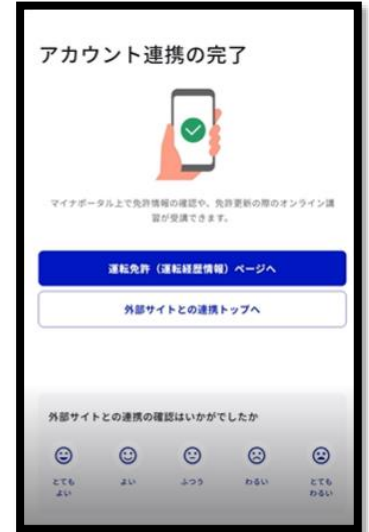 アカウント連携の完了
マイナポータル上で免許情報の確認や、免許更新の際のオンライン講
習が受講できます。
運転免許（運転経歴情報）ページへ
外部サイトとの連携トップへ
外部サイトとの連携の確認はいかがでしたか
とても
よい
よい
ふつう
わるい
とても
わるい